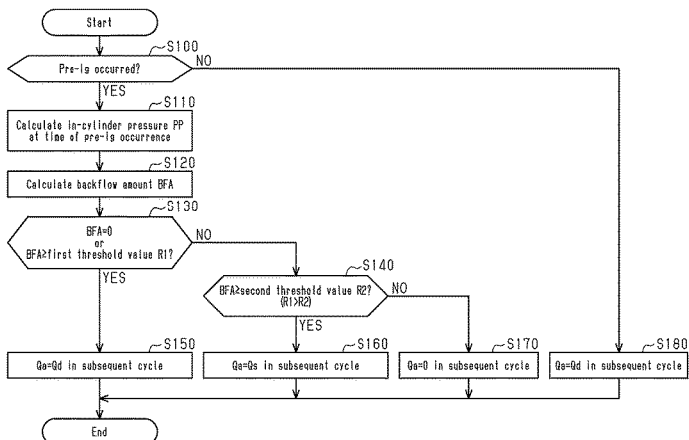 Start
S100
Pre-ig occurred?
NO
YES
S110
Calculate in-cylinder pressure PP
at time of pre-ig occurrence
S120
Calculate backflow amount BFA
S130
BFA=0
or
BFA≥first threshold value R1?
NO
YES
S140
BFA≥second threshold value R2?
(R1>R2)
NO
YES
S150
Qa=Qd in subsequent cycle
S160
Qa=Qs in subsequent cycle
S170
Qa=0 in subsequent cycle
S180
Qa=Qd in subsequent cycle
End